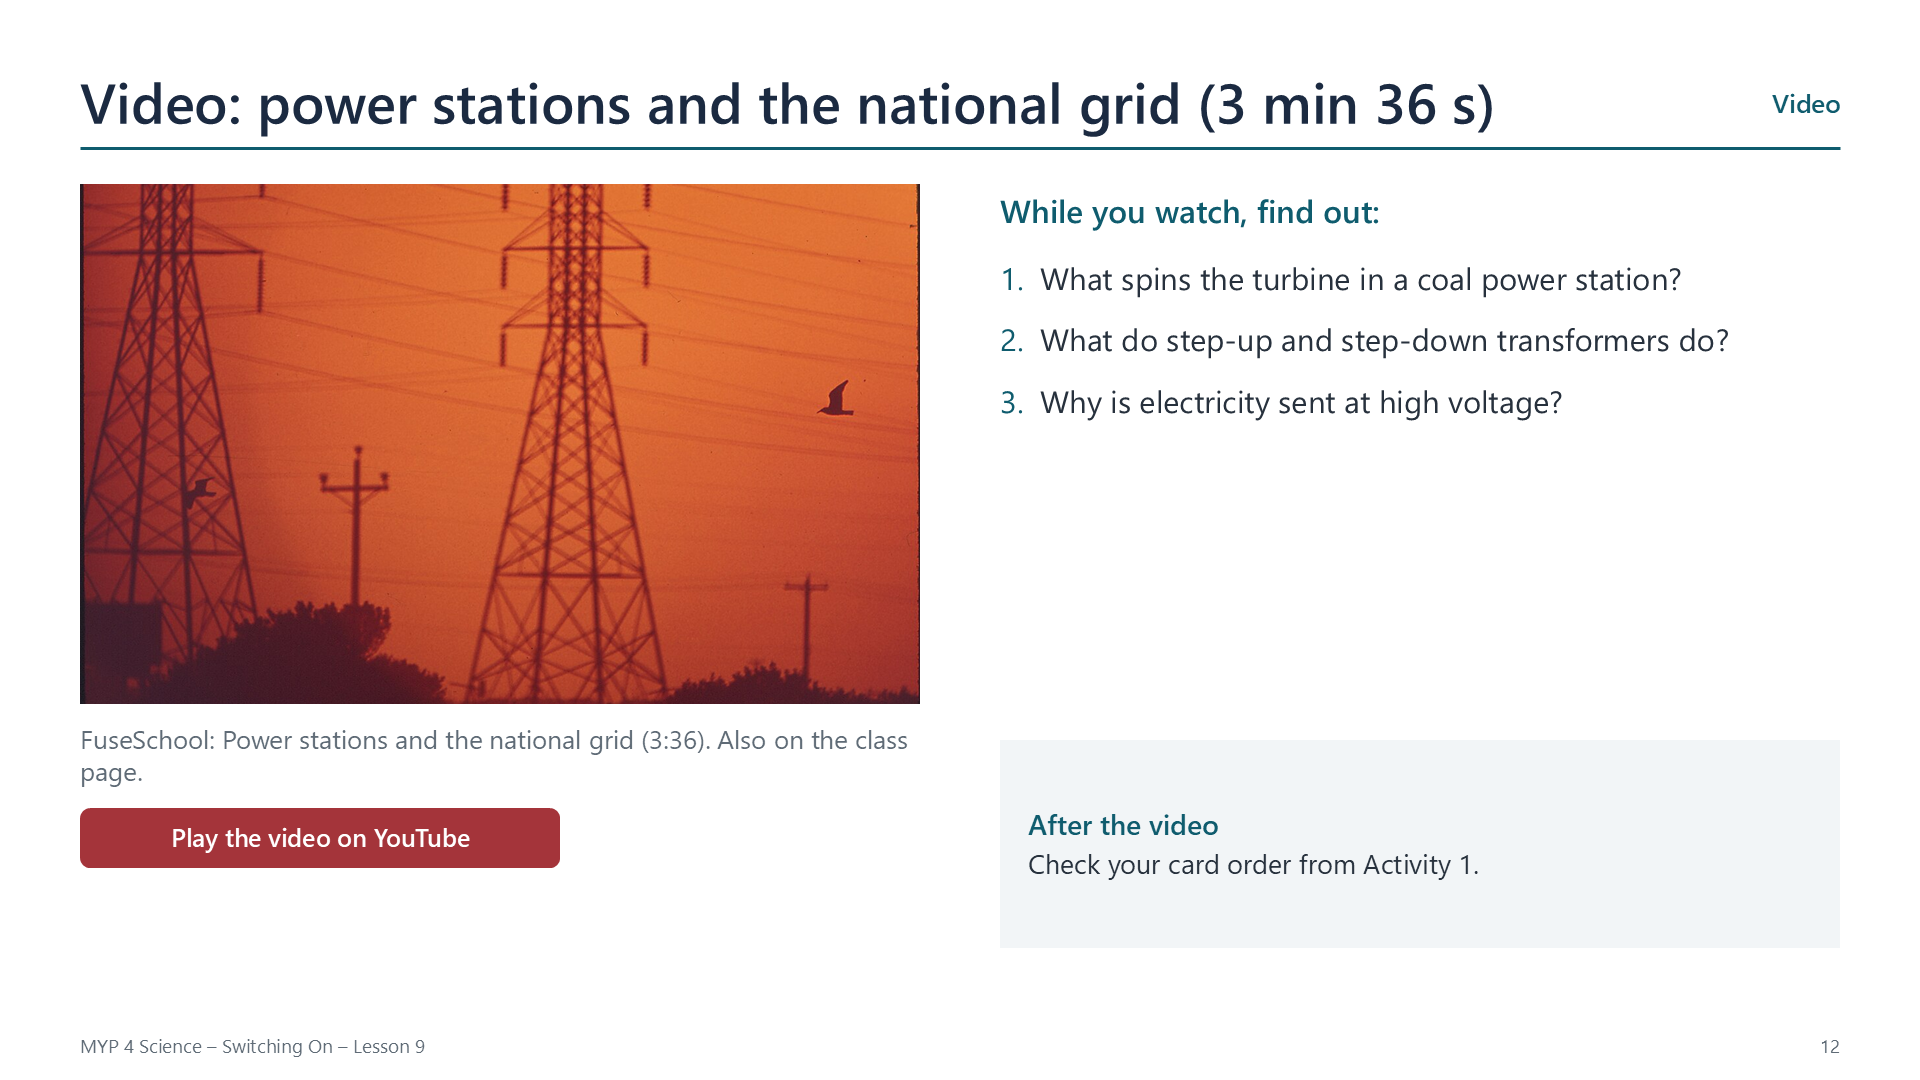 Video: power stations and the national grid (3 min 36 s)
Video
FuseSchool: Power stations and the national grid (3:36). Also on the class
page.
Play the video on YouTube
While you watch, find out:
1. What spins the turbine in a coal power station?
2. What do step-up and step-down transformers do?
3. Why is electricity sent at high voltage?
After the video
Check your card order from Activity 1.
MYP 4 Science – Switching On – Lesson 9
12